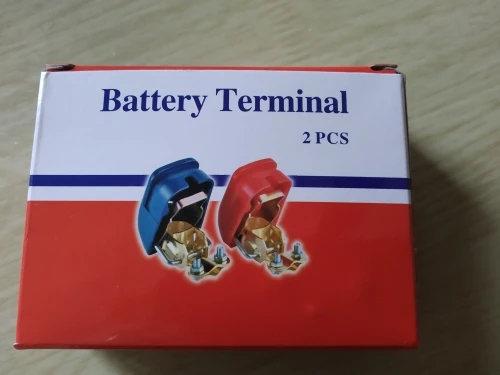 Battery Terminal
2 PCS